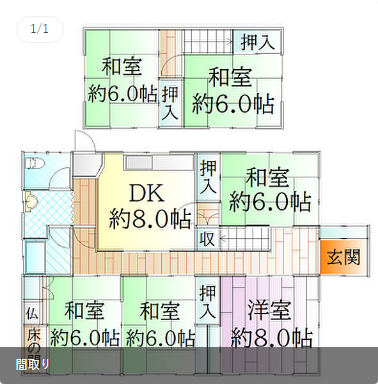 1/1
和室
約6.0帖
押入
押入
和室
約6.0帖
DK
約8.0帖
押入
収
和室
約6.0帖
玄関
仏
床の間
和室
約6.0帖
和室
約6.0帖
押入
洋室
約8.0帖
間取り